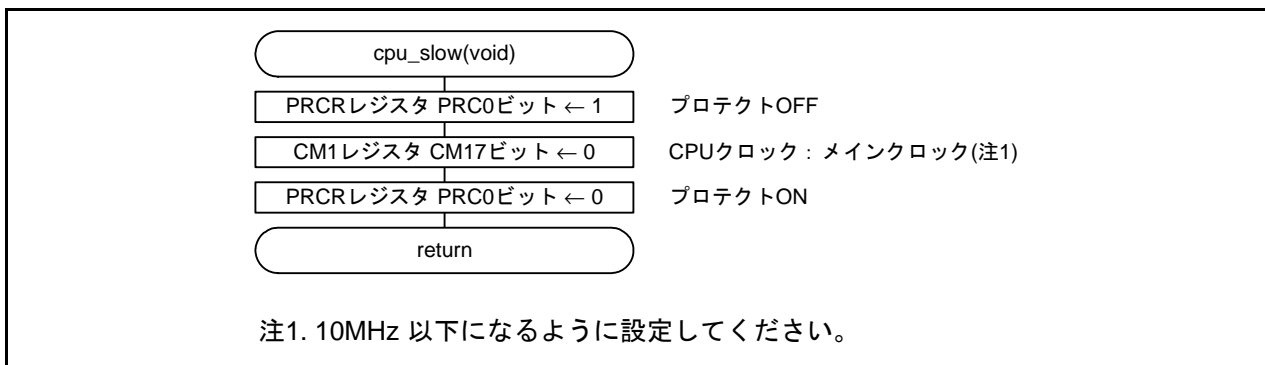 cpu_slow(void)
PRCRレジスタ PRC0ビット ← 1 プロテクトOFF
CM1レジスタ CM17ビット ← 0 CPUクロック : メインクロック(注1)
PRCRレジスタ PRC0ビット ← 0 プロテクトON
return
注1. 10MHz 以下になるように設定してください。